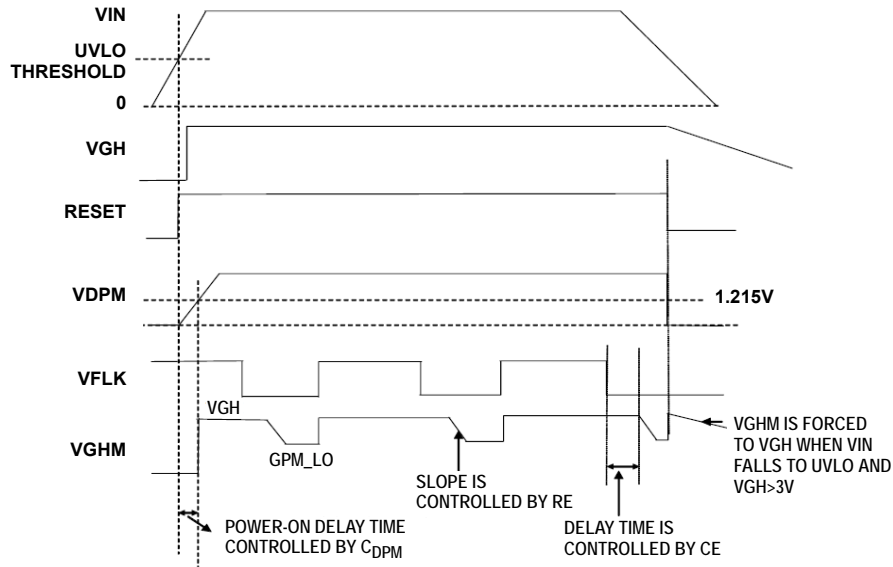 VIN
UVLO
THRESHOLD
0
VGH
RESET
VDPM
1.215V
VFLK
VGH
VGHM
GPM_LO
VGHM IS FORCED
TO VGH WHEN VIN
FALLS TO UVLO AND
VGH>3V
SLOPE IS
CONTROLLED BY RE
POWER-ON DELAY TIME
CONTROLLED BY CDPM
DELAY TIME IS
CONTROLLED BY CE